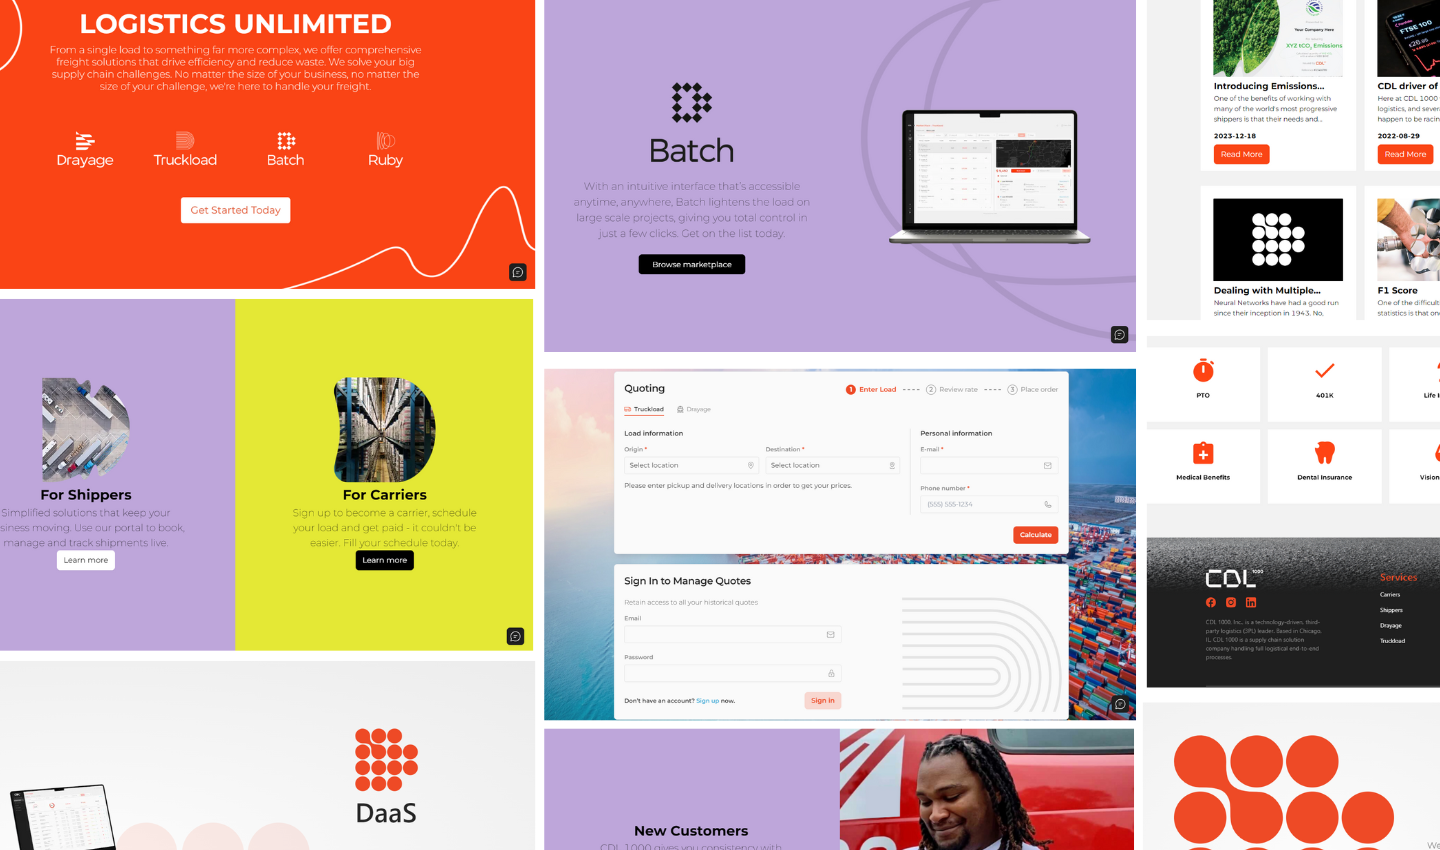 LOGISTICS UNLIMITED
From a single load to something far more complex, we offer comprehensive
freight solutions that drive efficiency and reduce waste. We solve your big
supply chain challenges. No matter the size of your business, no matter the
size of your challenge, we're here to handle your freight.
Drayage
Truckload
Batch
Ruby
Get Started Today
For Shippers
Simplified solutions that keep your
siness moving. Use our portal to book,
manage and track shipments live.
Learn more
For Carriers
Sign up to become a carrier, schedule
your load and get paid - it couldn't be
easier. Fill your schedule today.
Learn more
DaaS
Batch
With an intuitive interface that's accessible
anytime, anywhere, Batch lightens the load on
large scale projects, giving you total control in
just a few clicks. Get on the list today.
Browse marketplace
Quoting
1 Enter Load ---- 2 Review rate ---- 3 Place order
Truckload
Drayage
Load information
Origin *
Destination *
Select location
Select location
Please enter pickup and delivery locations in order to get your prices.
Personal information
E-mail *
Phone number *
(555) 555-1234
Calculate
Sign In to Manage Quotes
Retain access to all your historical quotes
Email
Password
Don't have an account? Sign up now.
Sign in
New Customers
CDL 1000 gives you consistency with
Your Company Here
XYZ tCO₂ Emissions
Introducing Emissions...
One of the benefits of working with
many of the world's most progressive
shippers is that their needs and...
2023-12-18
Read More
FTSE 100
CDL driver of
Here at CDL 1000
logistics, and sever
happen to be racin
2022-08-29
Read More
Dealing with Multiple...
Neural Networks have had a good run
since their inception in 1943. No,
F1 Score
One of the difficulti
statistics is that one
PTO
401K
Life I
Medical Benefits
Dental Insurance
Vision
CDL 1000
CDL 1000, Inc., is a technology-driven, third-
party logistics (3PL) leader. Based in Chicago,
IL, CDL 1000 is a supply chain solution
company handling full logistical end-to-end
processes.
Services
Carriers
Shippers
Drayage
Truckload
We